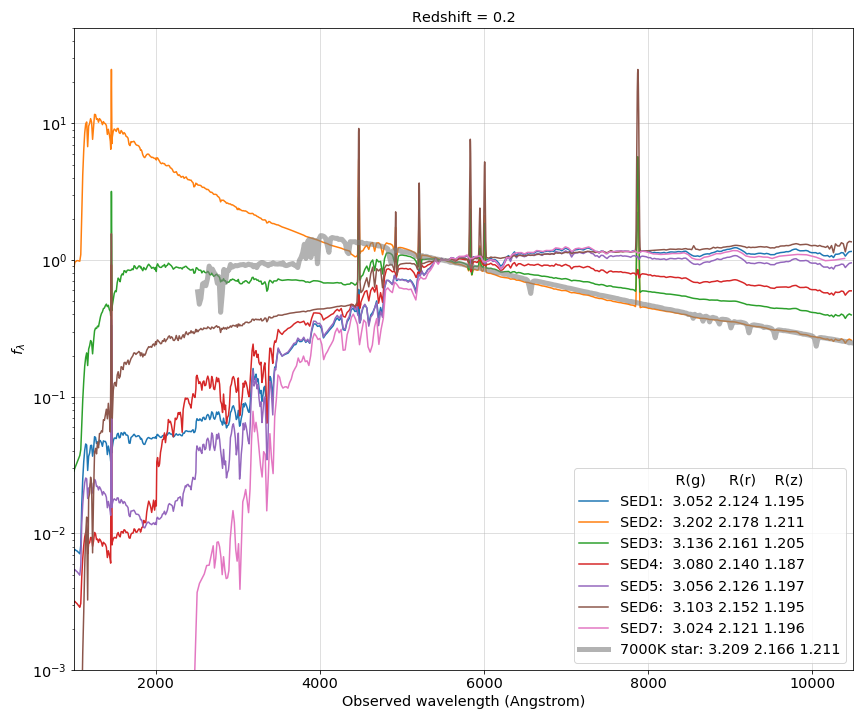 Redshift = 0.2
10¹
10⁰
10⁻¹
10⁻²
10⁻³
f_λ
2000 4000 6000 8000 10000
Observed wavelength (Angstrom)
R(g) R(r) R(z)
SED1: 3.052 2.124 1.195
SED2: 3.202 2.178 1.211
SED3: 3.136 2.161 1.205
SED4: 3.080 2.140 1.187
SED5: 3.056 2.126 1.197
SED6: 3.103 2.152 1.195
SED7: 3.024 2.121 1.196
7000K star: 3.209 2.166 1.211